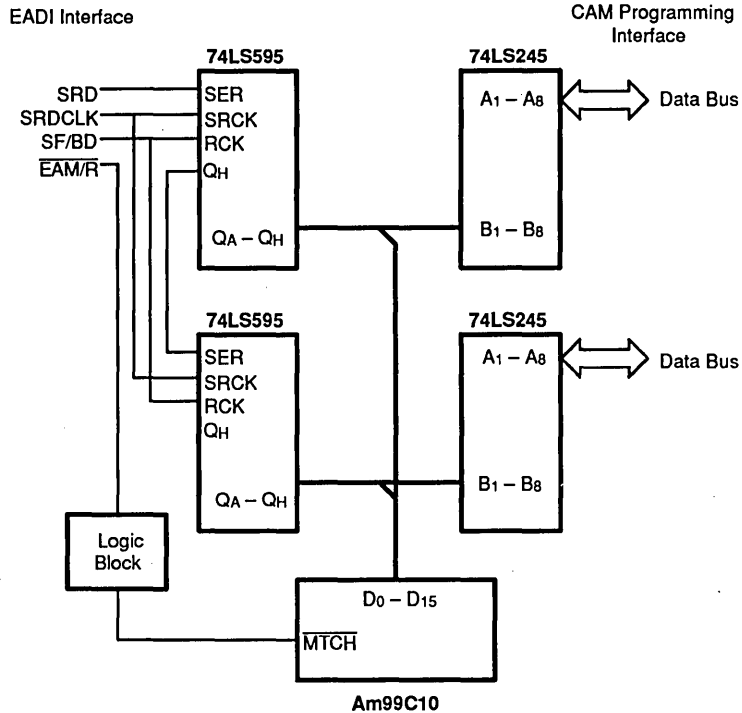 EADI Interface
CAM Programming
Interface
74LS595
74LS245
SRD
SRDCLK
SF/BD
EAM/R
SER
SRCK
RCK
QH
QA – QH
A1 – A8
B1 – B8
Data Bus
74LS595
74LS245
SER
SRCK
RCK
QH
QA – QH
A1 – A8
B1 – B8
Data Bus
Logic
Block
D0 – D15
MTCH
Am99C10